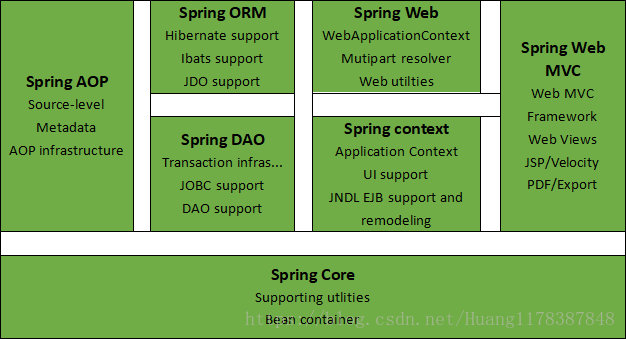 Spring AOP
Source-level
Metadata
AOP infrastructure
Spring ORM
Hibernate support
Ibats support
JDO support
Spring DAO
Transaction infras...
JOBC support
DAO support
Spring Web
WebApplicationContext
Mutipart resolver
Web utilties
Spring context
Application Context
UI support
JNDL EJB support and
remodeling
Spring Web
MVC
Web MVC
Framework
Web Views
JSP/Velocity
PDF/Export
Spring Core
Supporting utlities
Bean container
https://blog.csdn.net/Huang1178387848